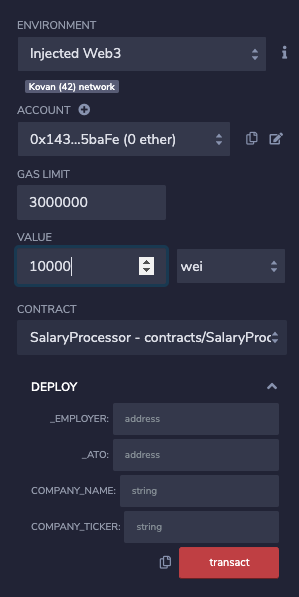 ENVIRONMENT
Injected Web3
i
Kovan (42) network
ACCOUNT
0x143...5baFe (0 ether)
GAS LIMIT
3000000
VALUE
10000 wei
CONTRACT
SalaryProcessor - contracts/SalaryProc
DEPLOY
_EMPLOYER: address
_ATO: address
COMPANY_NAME: string
COMPANY_TICKER: string
transact